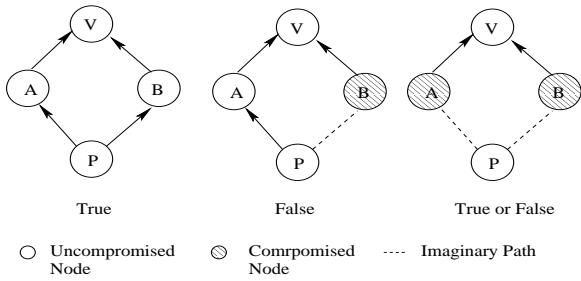 V
V
V
A
B
A
B
A
B
P
P
P
True
False
True or False
Uncompromised
Node
Comrpomised
Node
Imaginary Path